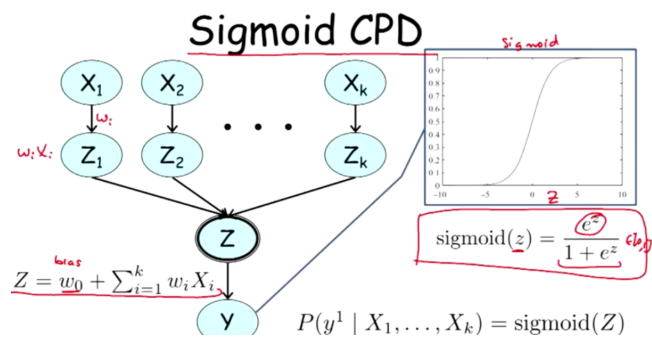 Sigmoid CPD
sigmoid
X₁ X₂ Xₖ
wᵢ
wᵢXᵢ Z₁ Z₂ Zₖ
. . .
1
0.9
0.8
0.7
0.6
0.5
0.4
0.3
0.2
0.1
0
−10 −5 0 5 10
Z
Z
sigmoid(z) = e^z / (1 + e^z)
bias
Z = w₀ + ∑ᵢ₌₁ᵏ wᵢXᵢ
Y
P(y¹ | X₁, . . . , Xₖ) = sigmoid(Z)